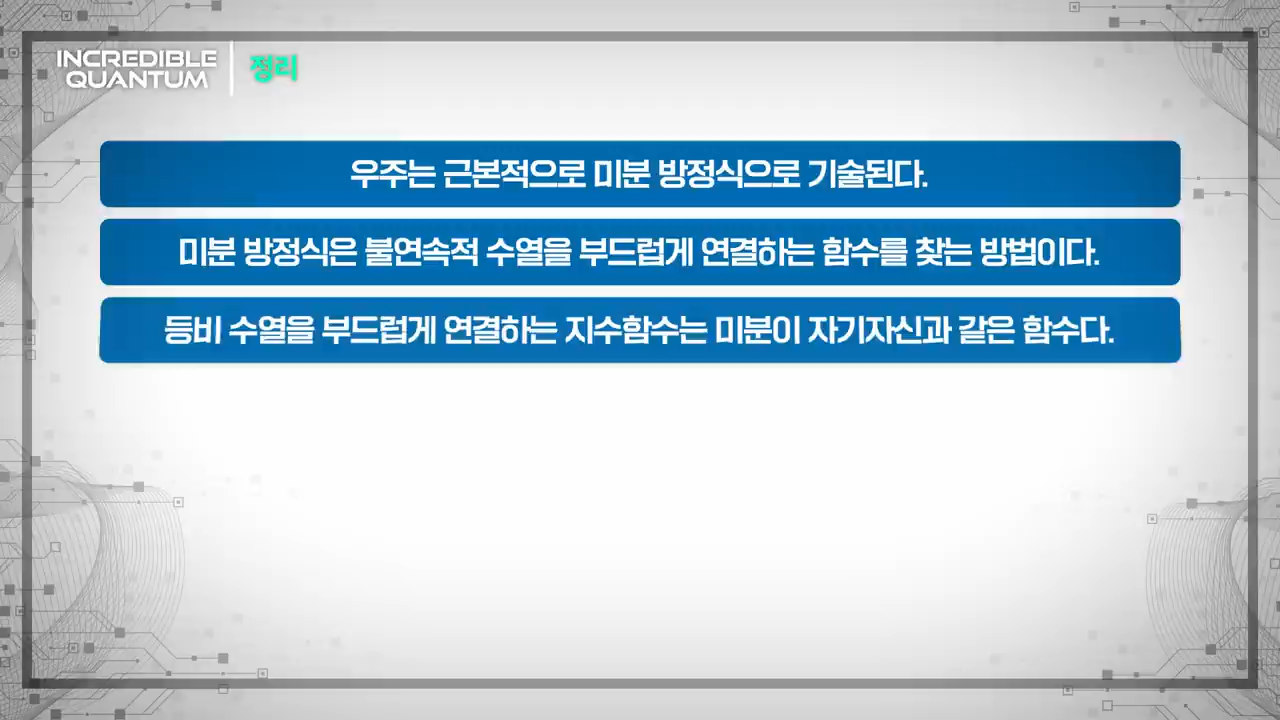 INCREDIBLE
QUANTUM
정리
우주는 근본적으로 미분 방정식으로 기술된다.
미분 방정식은 불연속적 수열을 부드럽게 연결하는 함수를 찾는 방법이다.
등비 수열을 부드럽게 연결하는 지수함수는 미분이 자기자신과 같은 함수다.